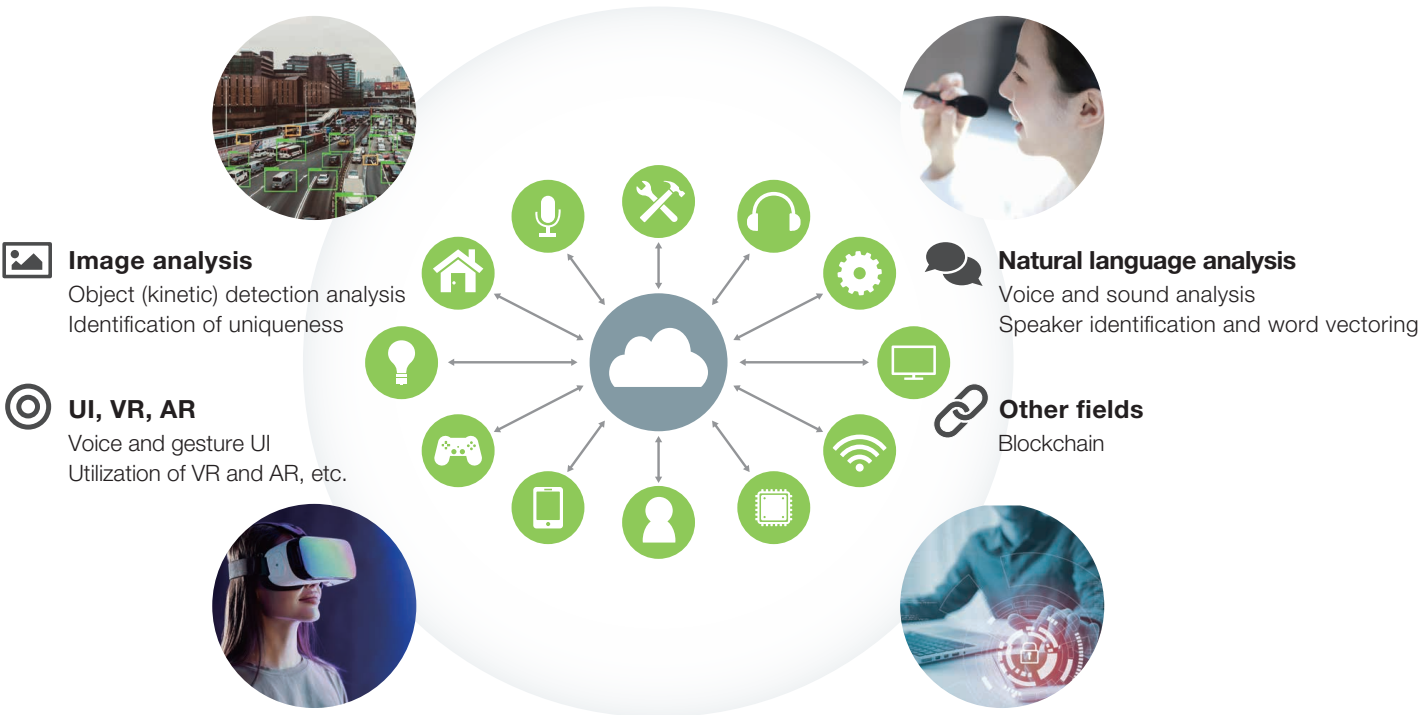 Image analysis
Object (kinetic) detection analysis
Identification of uniqueness
UI, VR, AR
Voice and gesture UI
Utilization of VR and AR, etc.
Natural language analysis
Voice and sound analysis
Speaker identification and word vectoring
Other fields
Blockchain